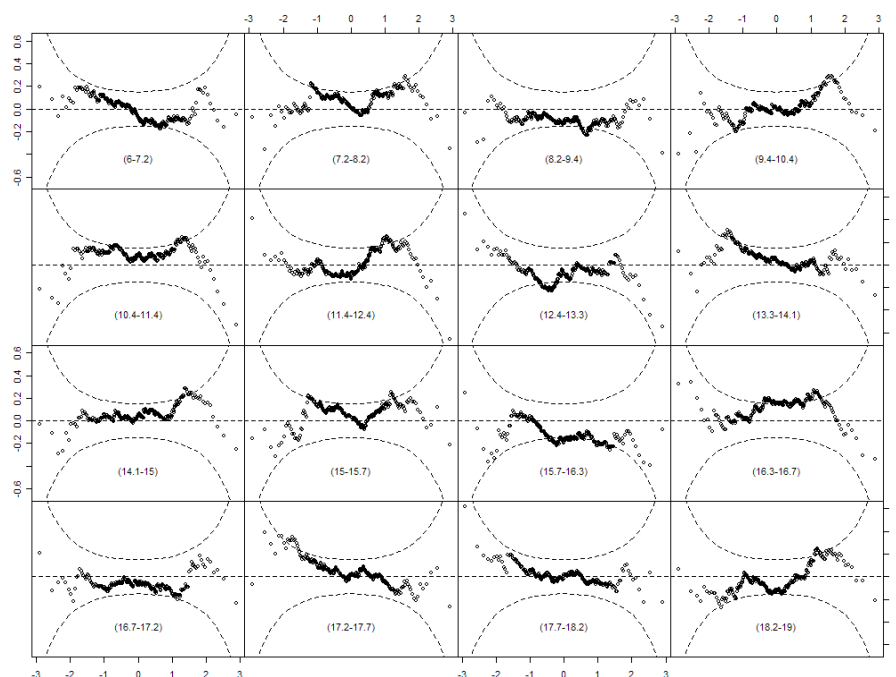 -3 -2 -1 0 1 2 3 -3 -2 -1 0 1 2 3
0.6
0.2
0.0
-0.2
-0.6
(6-7.2) (7.2-8.2) (8.2-9.4) (9.4-10.4)
(10.4-11.4) (11.4-12.4) (12.4-13.3) (13.3-14.1)
0.6
0.2
0.0
-0.2
-0.6
(14.1-15) (15-15.7) (15.7-16.3) (16.3-16.7)
(16.7-17.2) (17.2-17.7) (17.7-18.2) (18.2-19)
-3 -2 -1 0 1 2 3 -3 -2 -1 0 1 2 3